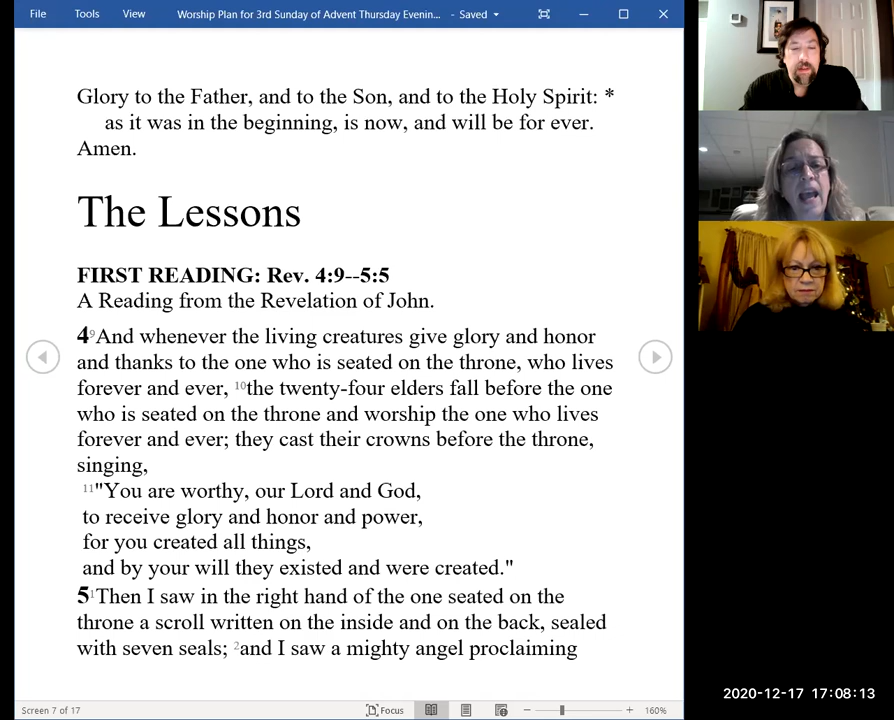 File Tools View Worship Plan for 3rd Sunday of Advent Thursday Evenin... - Saved
Glory to the Father, and to the Son, and to the Holy Spirit: *
as it was in the beginning, is now, and will be for ever.
Amen.
The Lessons
FIRST READING: Rev. 4:9--5:5
A Reading from the Revelation of John.
4 9And whenever the living creatures give glory and honor
and thanks to the one who is seated on the throne, who lives
forever and ever, 10the twenty-four elders fall before the one
who is seated on the throne and worship the one who lives
forever and ever; they cast their crowns before the throne,
singing,
11"You are worthy, our Lord and God,
to receive glory and honor and power,
for you created all things,
and by your will they existed and were created."
5 1Then I saw in the right hand of the one seated on the
throne a scroll written on the inside and on the back, sealed
with seven seals; 2and I saw a mighty angel proclaiming
2020-12-17 17:08:13
Screen 7 of 17 Focus 160%